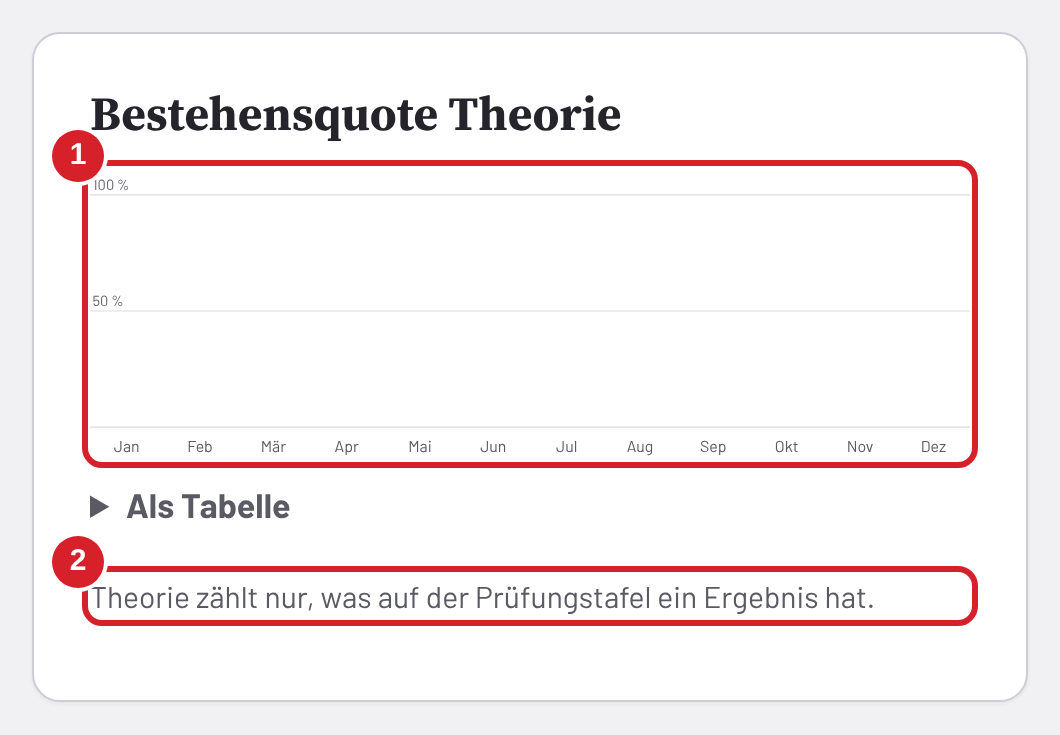 Bestehensquote Theorie
1
100 %
50 %
Jan Feb Mär Apr Mai Jun Jul Aug Sep Okt Nov Dez
Als Tabelle
2
Theorie zählt nur, was auf der Prüfungstafel ein Ergebnis hat.